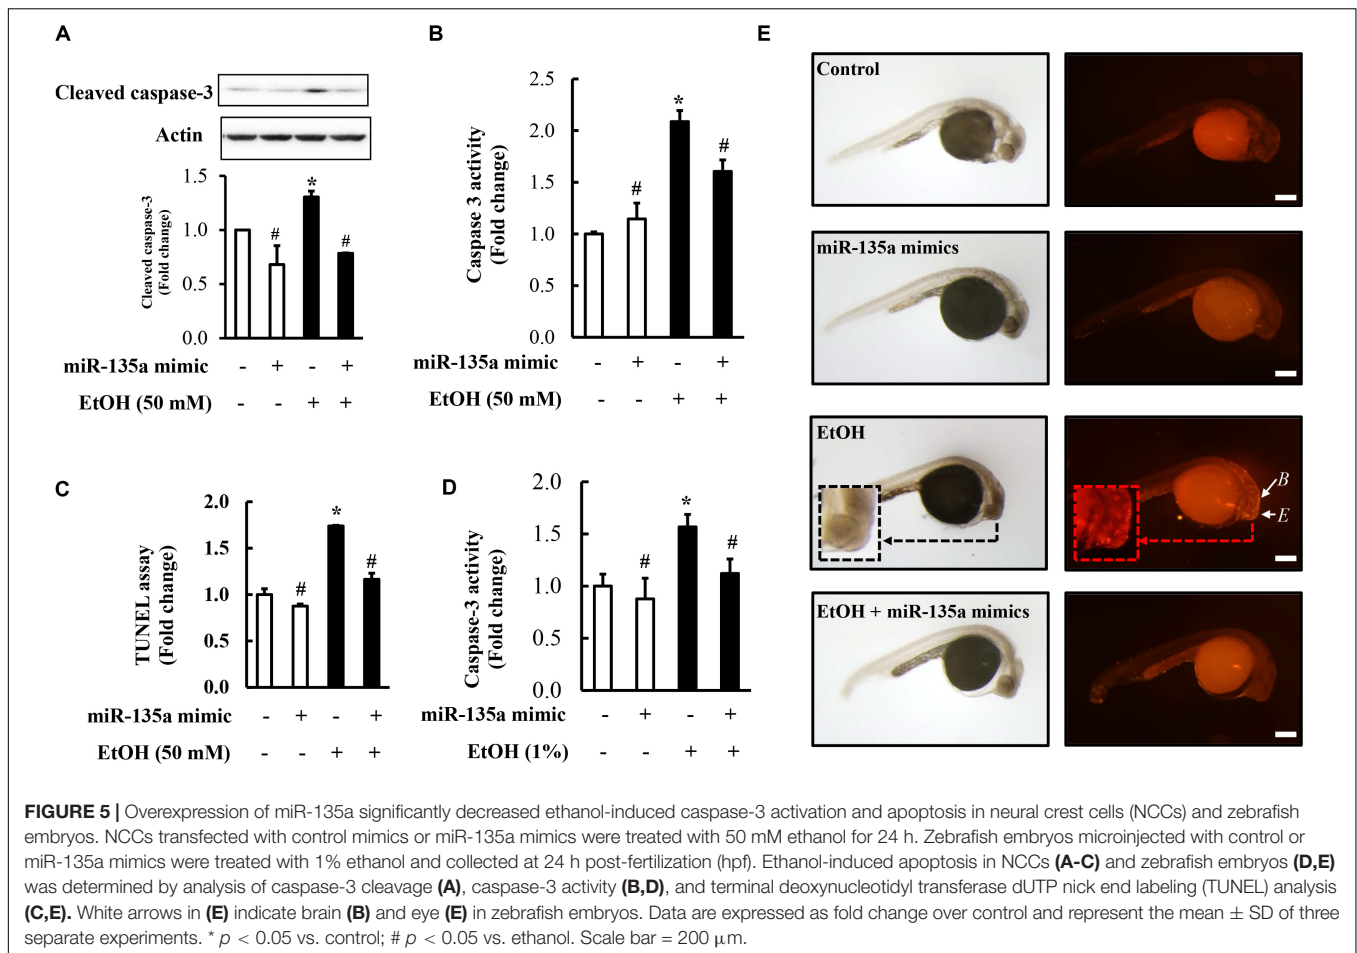 A
B
E
Cleaved caspase-3
Actin
Cleaved caspase-3
(Fold change)
1.5
1.0
0.5
0.0
#
*
#
miR-135a mimic - + - +
EtOH (50 mM) - - + +
Caspase 3 activity
(Fold change)
2.5
2.0
1.5
1.0
0.5
0.0
#
*
#
miR-135a mimic - + - +
EtOH (50 mM) - - + +
C
D
TUNEL assay
(Fold change)
2.0
1.5
1.0
0.5
0.0
#
*
#
miR-135a mimic - + - +
EtOH (50 mM) - - + +
Caspase-3 activity
(Fold change)
2.0
1.5
1.0
0.5
0.0
#
*
#
miR-135a mimic - + - +
EtOH (1%) - - + +
Control
miR-135a mimics
EtOH
B
E
EtOH + miR-135a mimics
FIGURE 5 | Overexpression of miR-135a significantly decreased ethanol-induced caspase-3 activation and apoptosis in neural crest cells (NCCs) and zebrafish
embryos. NCCs transfected with control mimics or miR-135a mimics were treated with 50 mM ethanol for 24 h. Zebrafish embryos microinjected with control or
miR-135a mimics were treated with 1% ethanol and collected at 24 h post-fertilization (hpf). Ethanol-induced apoptosis in NCCs (A-C) and zebrafish embryos (D,E)
was determined by analysis of caspase-3 cleavage (A), caspase-3 activity (B,D), and terminal deoxynucleotidyl transferase dUTP nick end labeling (TUNEL) analysis
(C,E). White arrows in (E) indicate brain (B) and eye (E) in zebrafish embryos. Data are expressed as fold change over control and represent the mean ± SD of three
separate experiments. * p < 0.05 vs. control; # p < 0.05 vs. ethanol. Scale bar = 200 μm.